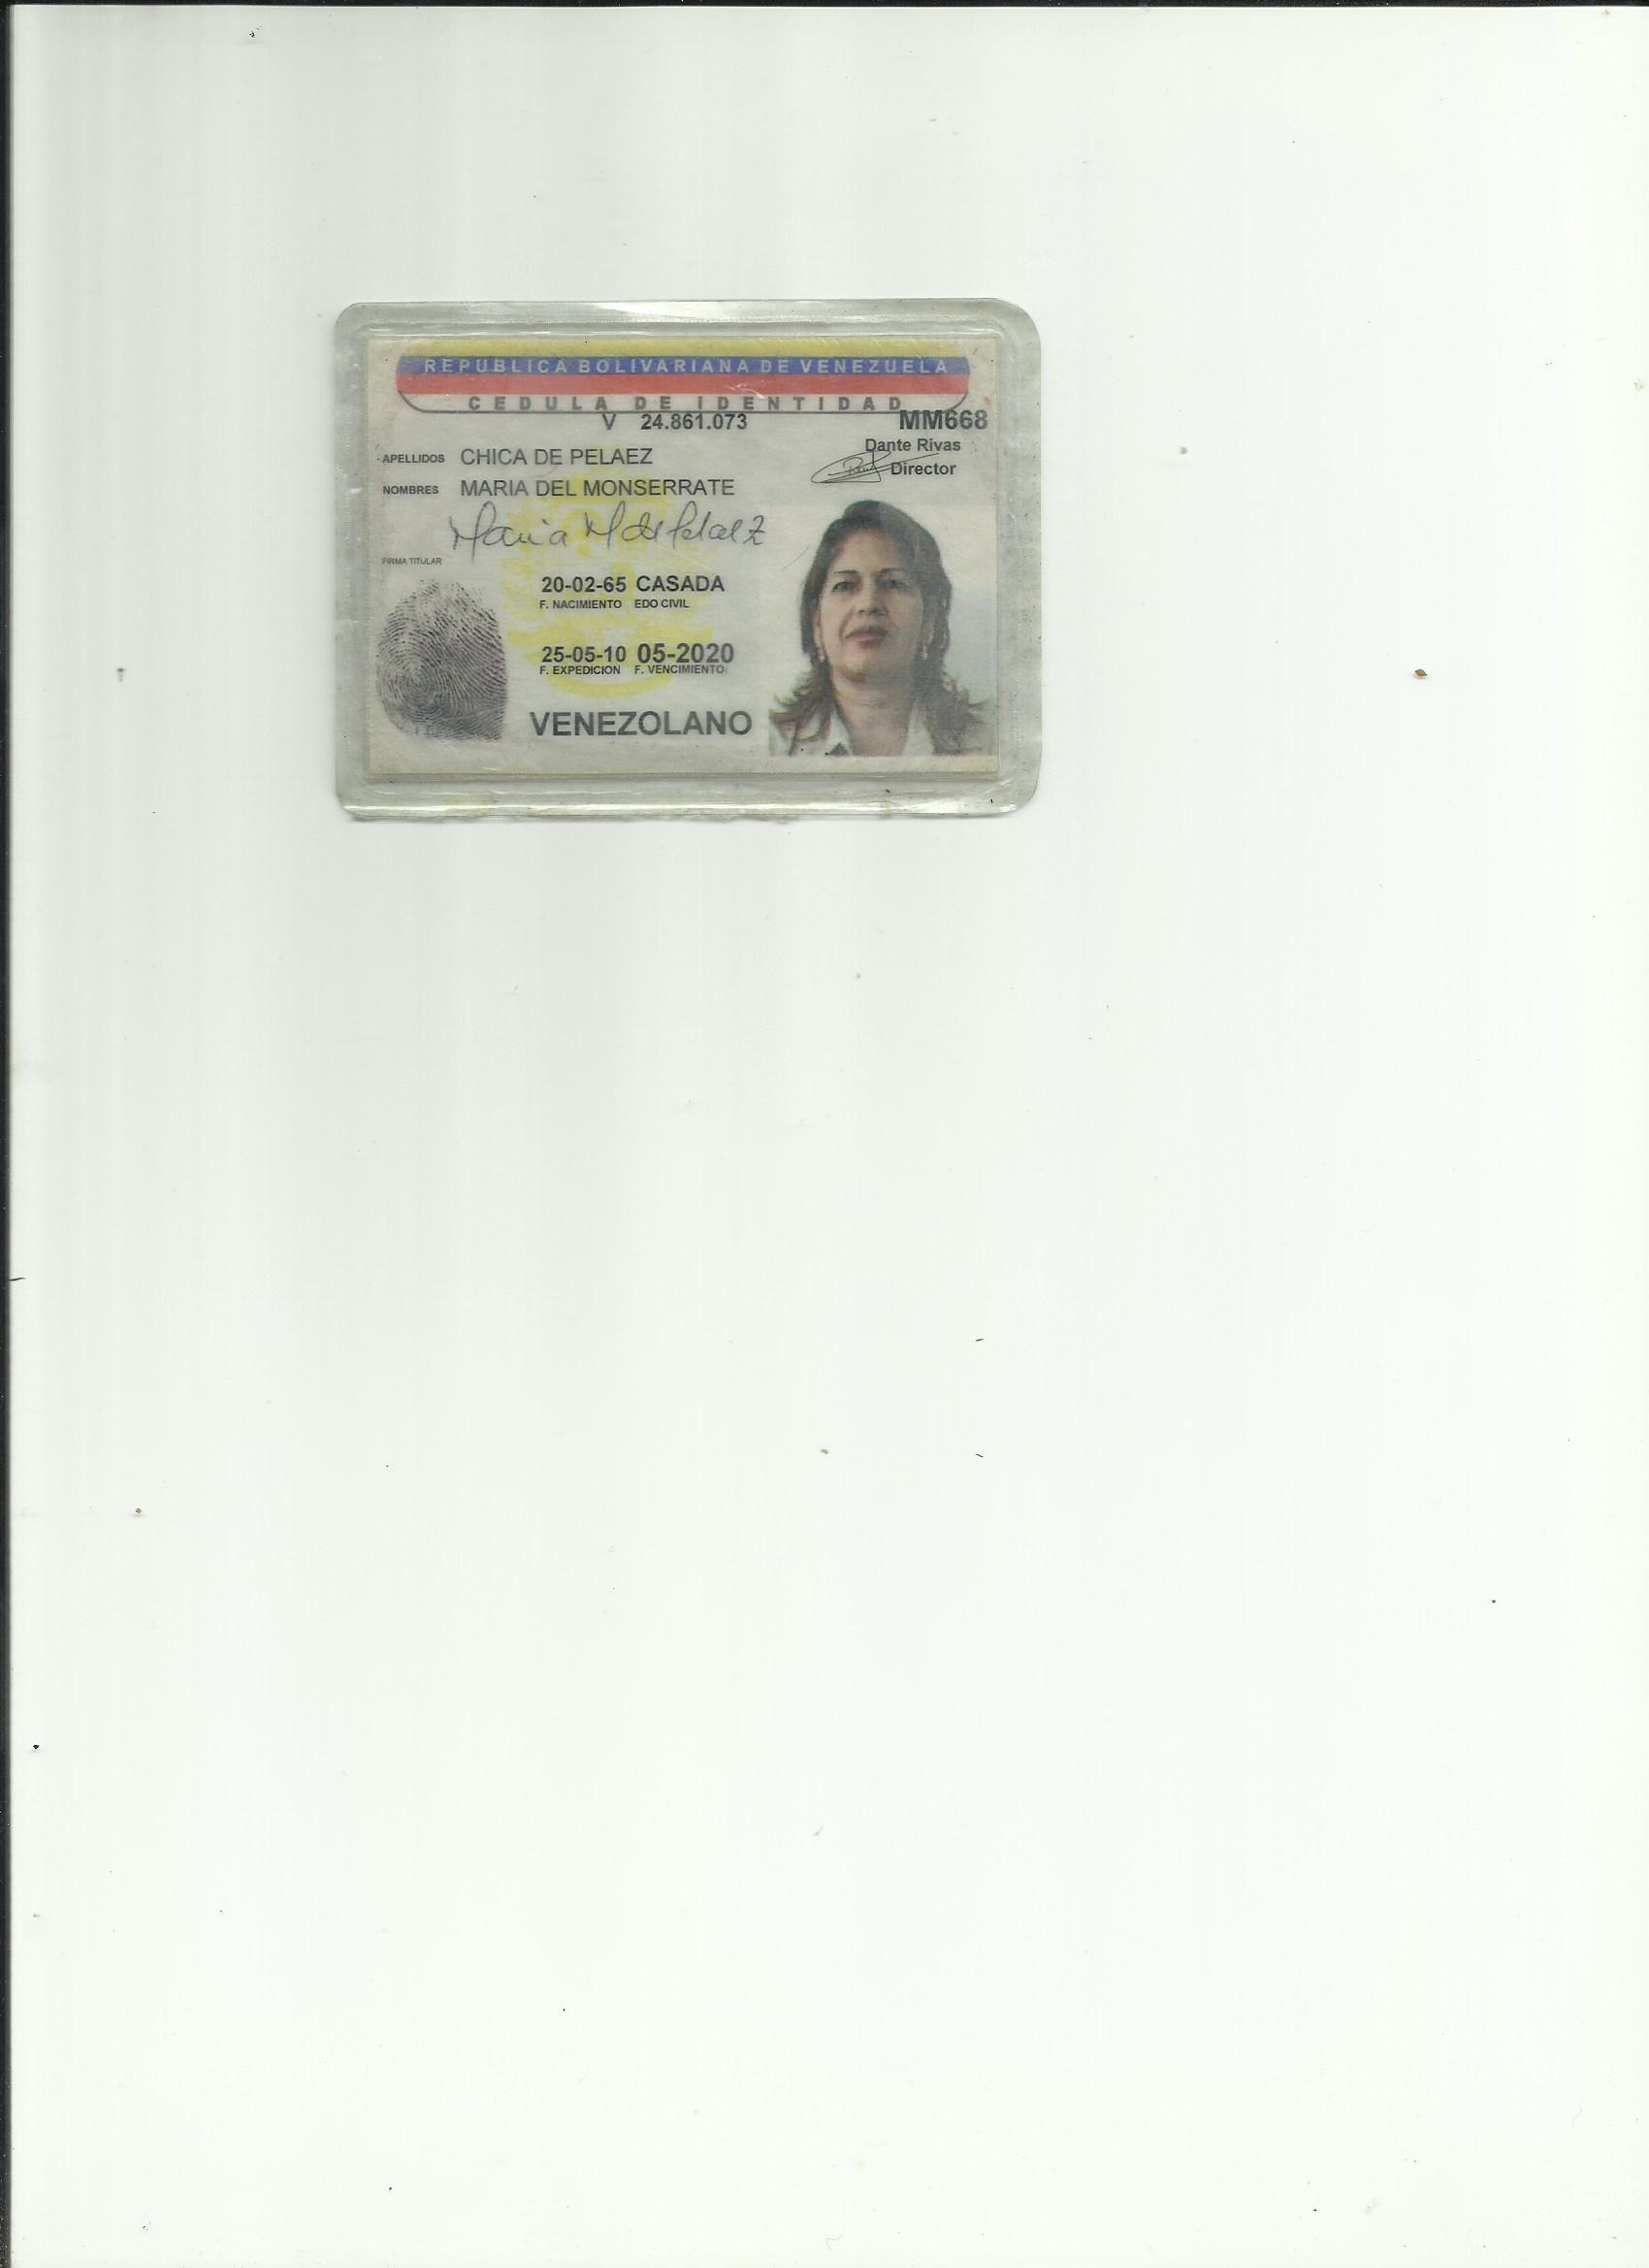 REPUBLICA BOLIVARIANA DE VENEZUELA
CEDULA DE IDENTIDAD
V 24.861.073 MM668
Dante Rivas
Director
APELLIDOS CHICA DE PELAEZ
NOMBRES MARIA DEL MONSERRATE
Maria M de Pelaez
FIRMA TITULAR
20-02-65 CASADA
F. NACIMIENTO EDO CIVIL
25-05-10 05-2020
F. EXPEDICION F. VENCIMIENTO
VENEZOLANO